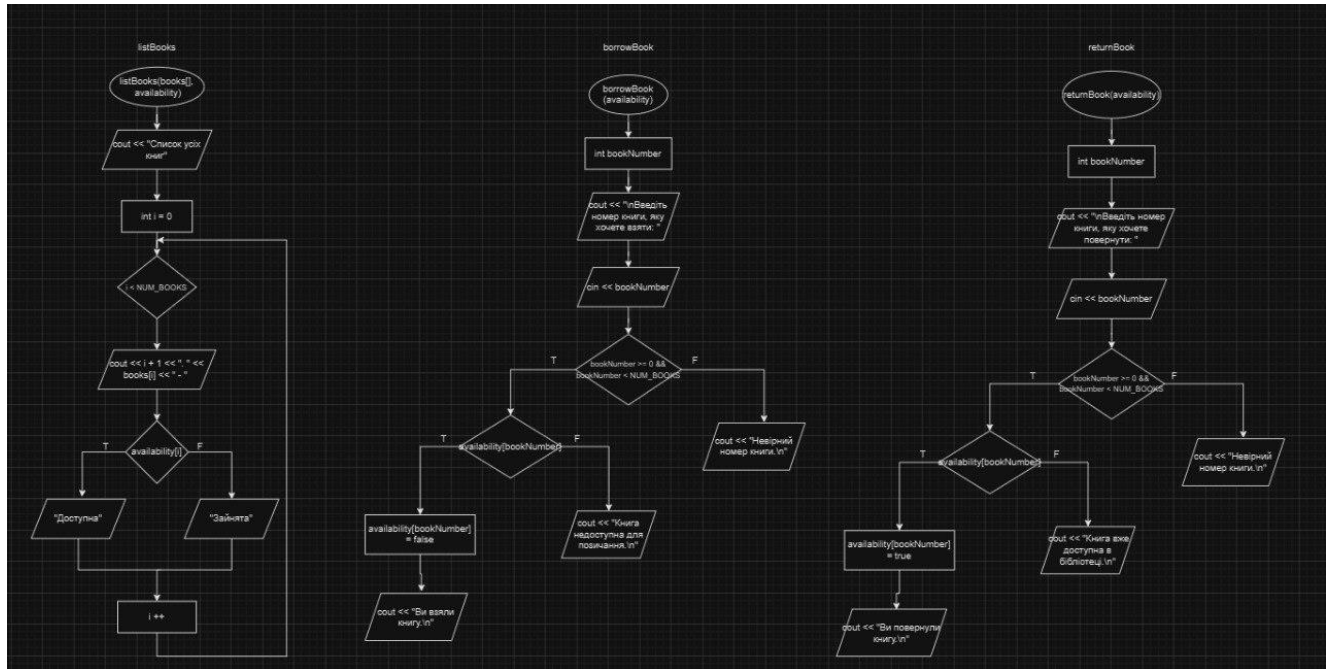 listBooks
listBooks(books[],
availability)
cout << "Список усіх
книг"
int i = 0
i < NUM_BOOKS
cout << i + 1 << ". " <<
books[i] << " - "
availability[i]
T
F
"Доступна"
"Зайнята"
i ++
borrowBook
borrowBook
(availability)
int bookNumber
cout << "\nВведіть
номер книги, яку
хочете взяти: "
cin << bookNumber
bookNumber >= 0 &&
bookNumber < NUM_BOOKS
T
F
availability[bookNumber]
T
F
cout << "Невірний
номер книги.\n"
availability[bookNumber]
= false
cout << "Книга
недоступна для
позичання.\n"
cout << "Ви взяли
книгу.\n"
returnBook
returnBook(availability)
int bookNumber
cout << "\nВведіть номер
книги, яку хочете
повернути: "
cin << bookNumber
bookNumber >= 0 &&
bookNumber < NUM_BOOKS
T
F
availability[bookNumber]
T
F
cout << "Невірний
номер книги.\n"
availability[bookNumber]
= true
cout << "Книга вже
доступна в
бібліотеці.\n"
cout << "Ви повернули
книгу.\n"